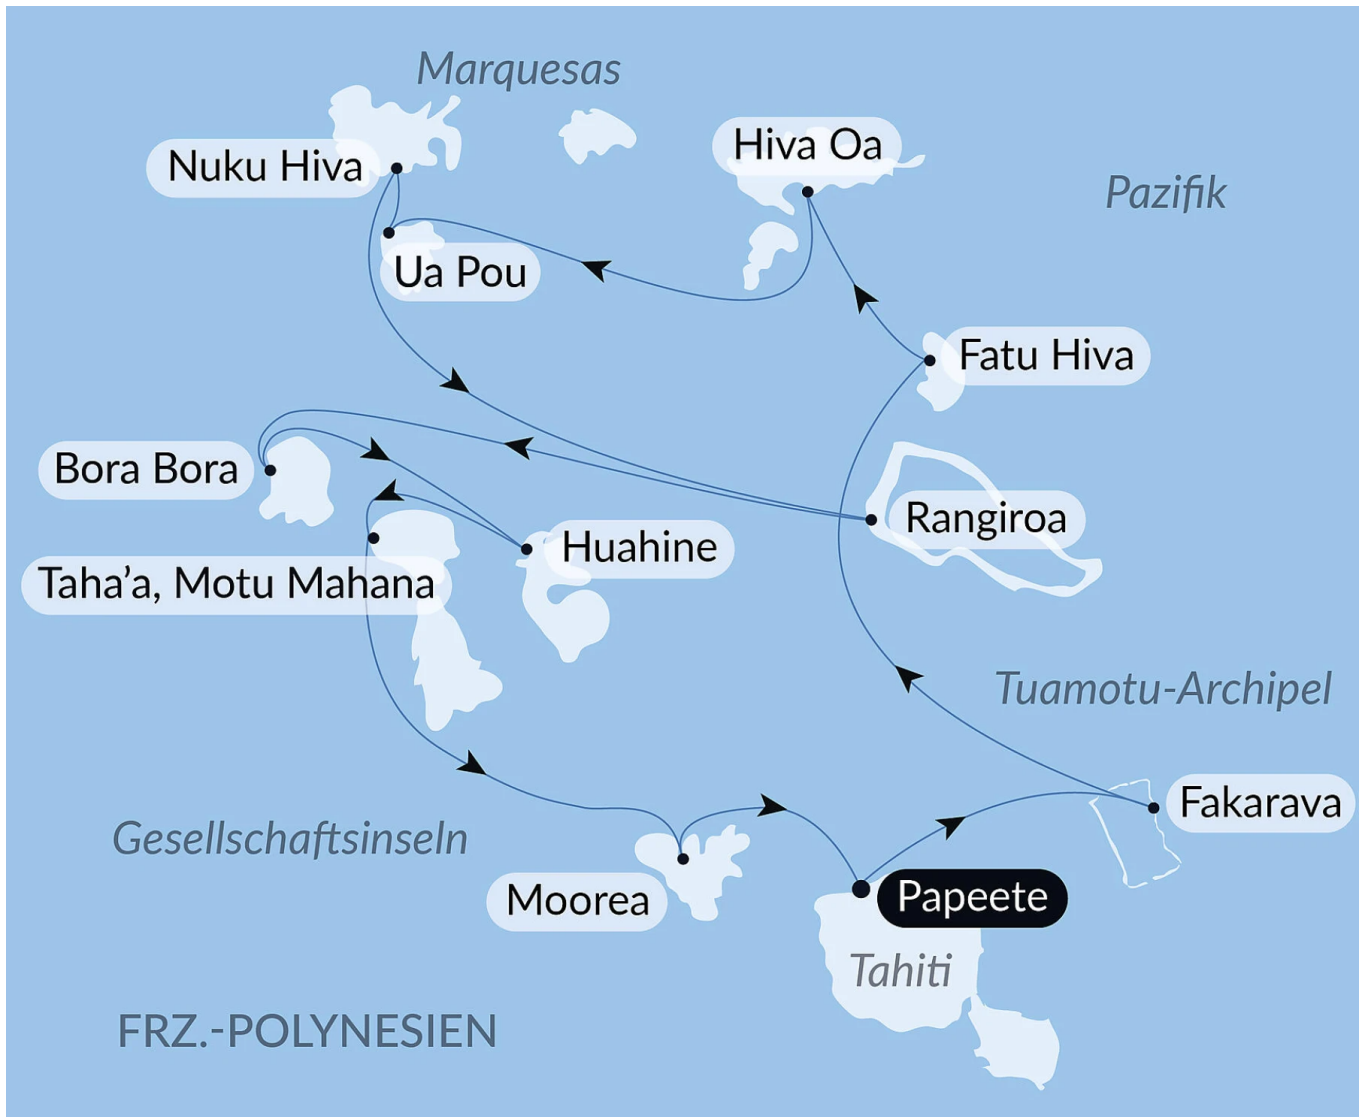 Marquesas
Hiva Oa
Nuku Hiva
Pazifik
Ua Pou
Fatu Hiva
Bora Bora
Rangiroa
Huahine
Taha’a, Motu Mahana
Tuamotu-Archipel
Fakarava
Gesellschaftsinseln
Moorea
Papeete
Tahiti
FRZ.-POLYNESIEN